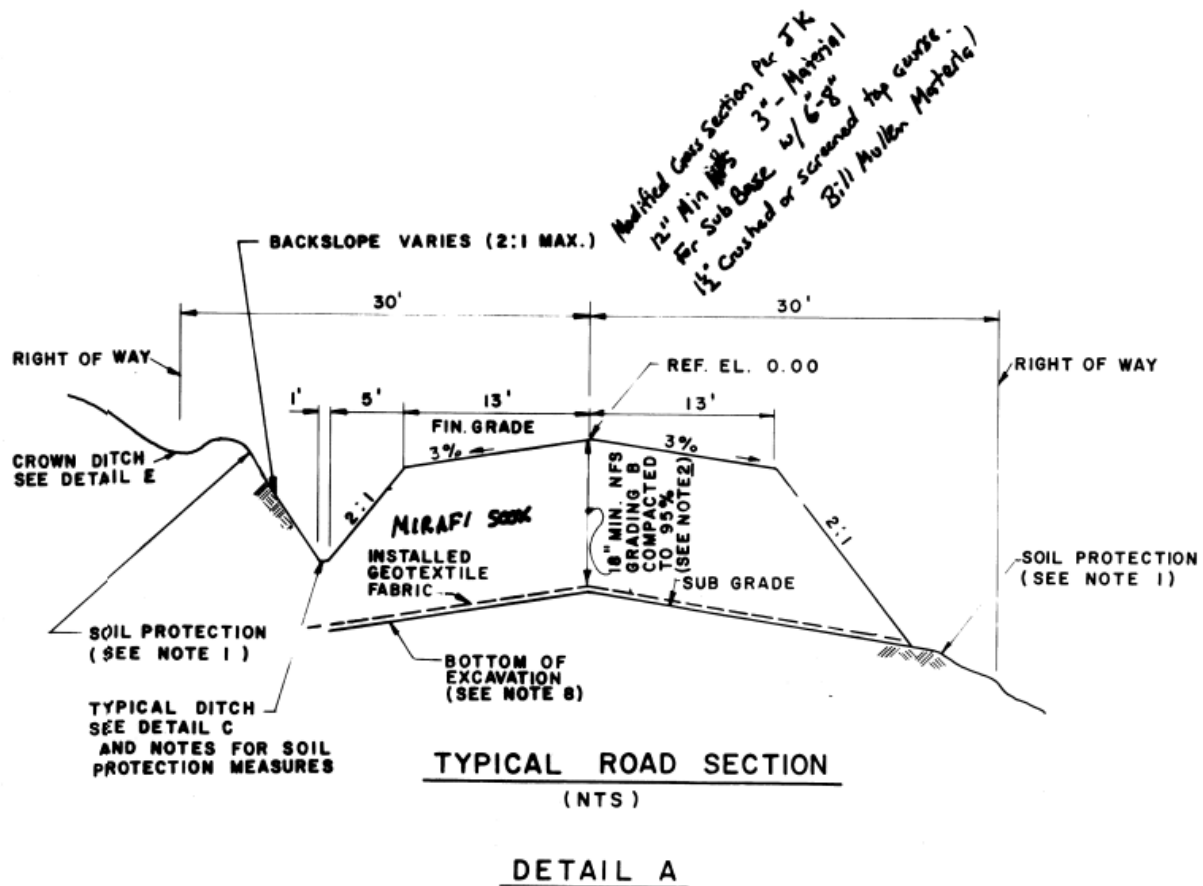 Modified Cross Section Per JK
12" Min 3"- Material
For Sub Base w/ 6-8"
1½" Crushed or screened top course.
Bill Mullen Material)
BACKSLOPE VARIES (2:1 MAX.)
30'
30'
RIGHT OF WAY
REF. EL. 0.00
RIGHT OF WAY
1'
5'
13'
13'
FIN. GRADE
3%
3%
CROWN DITCH
SEE DETAIL E
2:1
MIRAFI
18" MIN. NFS
GRADING B
COMPACTED
TO 95%
(SEE NOTE 2)
2:1
INSTALLED
GEOTEXTILE
FABRIC
SUB GRADE
SOIL PROTECTION
(SEE NOTE 1)
SOIL PROTECTION
(SEE NOTE 1)
BOTTOM OF
EXCAVATION
(SEE NOTE 8)
TYPICAL DITCH
SEE DETAIL C
AND NOTES FOR SOIL
PROTECTION MEASURES
TYPICAL ROAD SECTION
(NTS)
DETAIL A